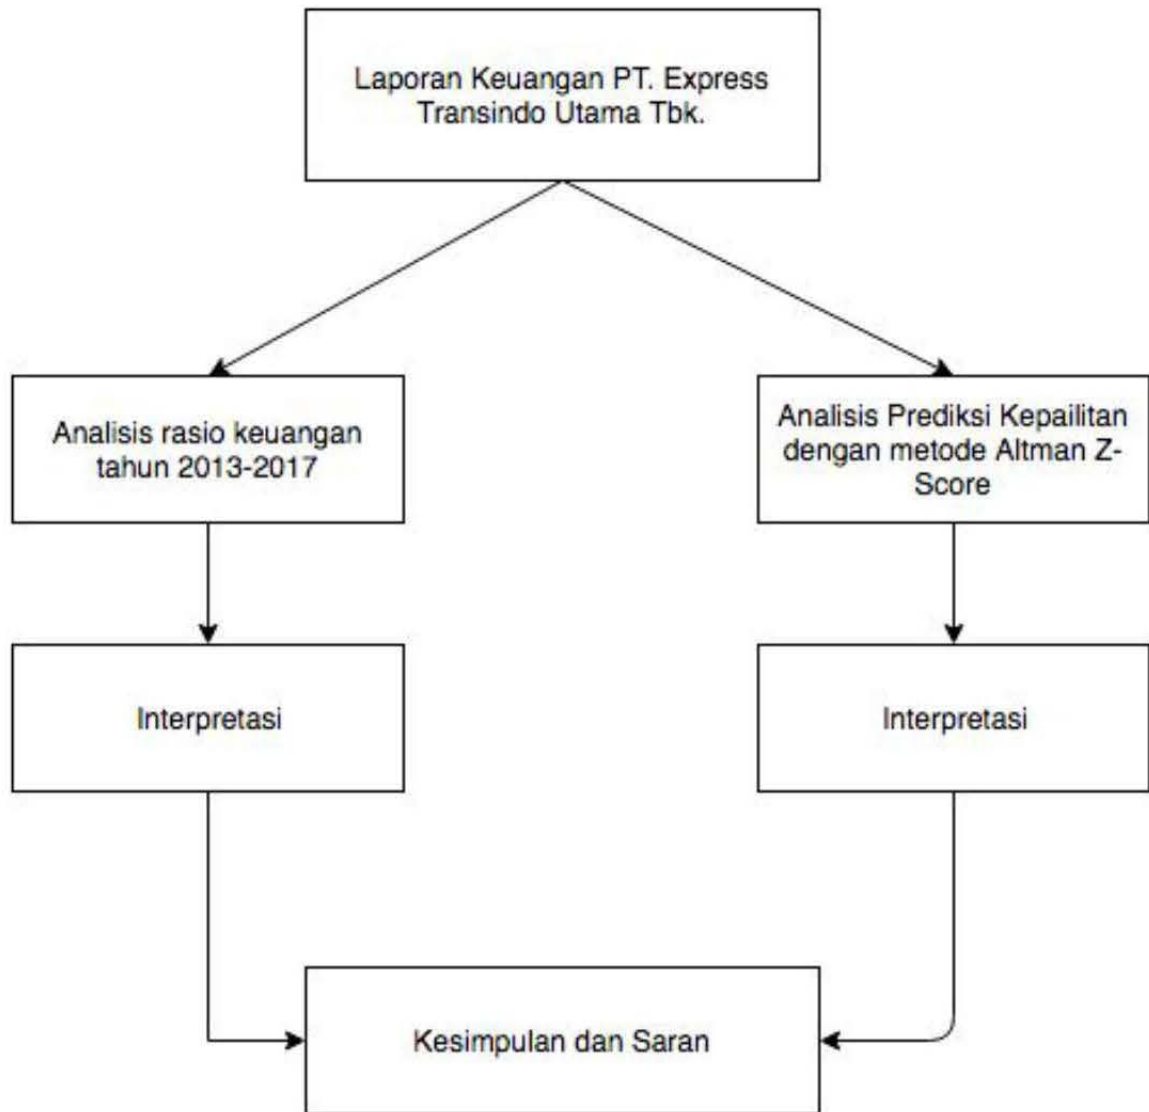 Laporan Keuangan PT. Express
Transindo Utama Tbk.
Analisis rasio keuangan
tahun 2013-2017
Analisis Prediksi Kepailitan
dengan metode Altman Z-
Score
Interpretasi
Interpretasi
Kesimpulan dan Saran